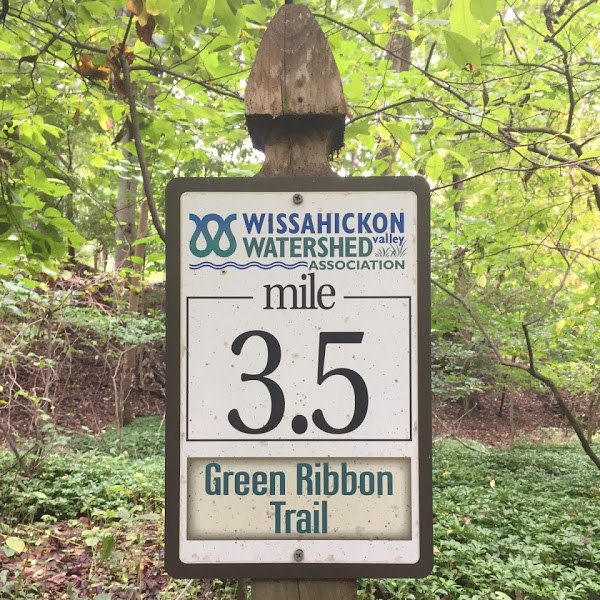 WISSAHICKON
WATERSHED valley
ASSOCIATION
mile
3.5
Green Ribbon
Trail